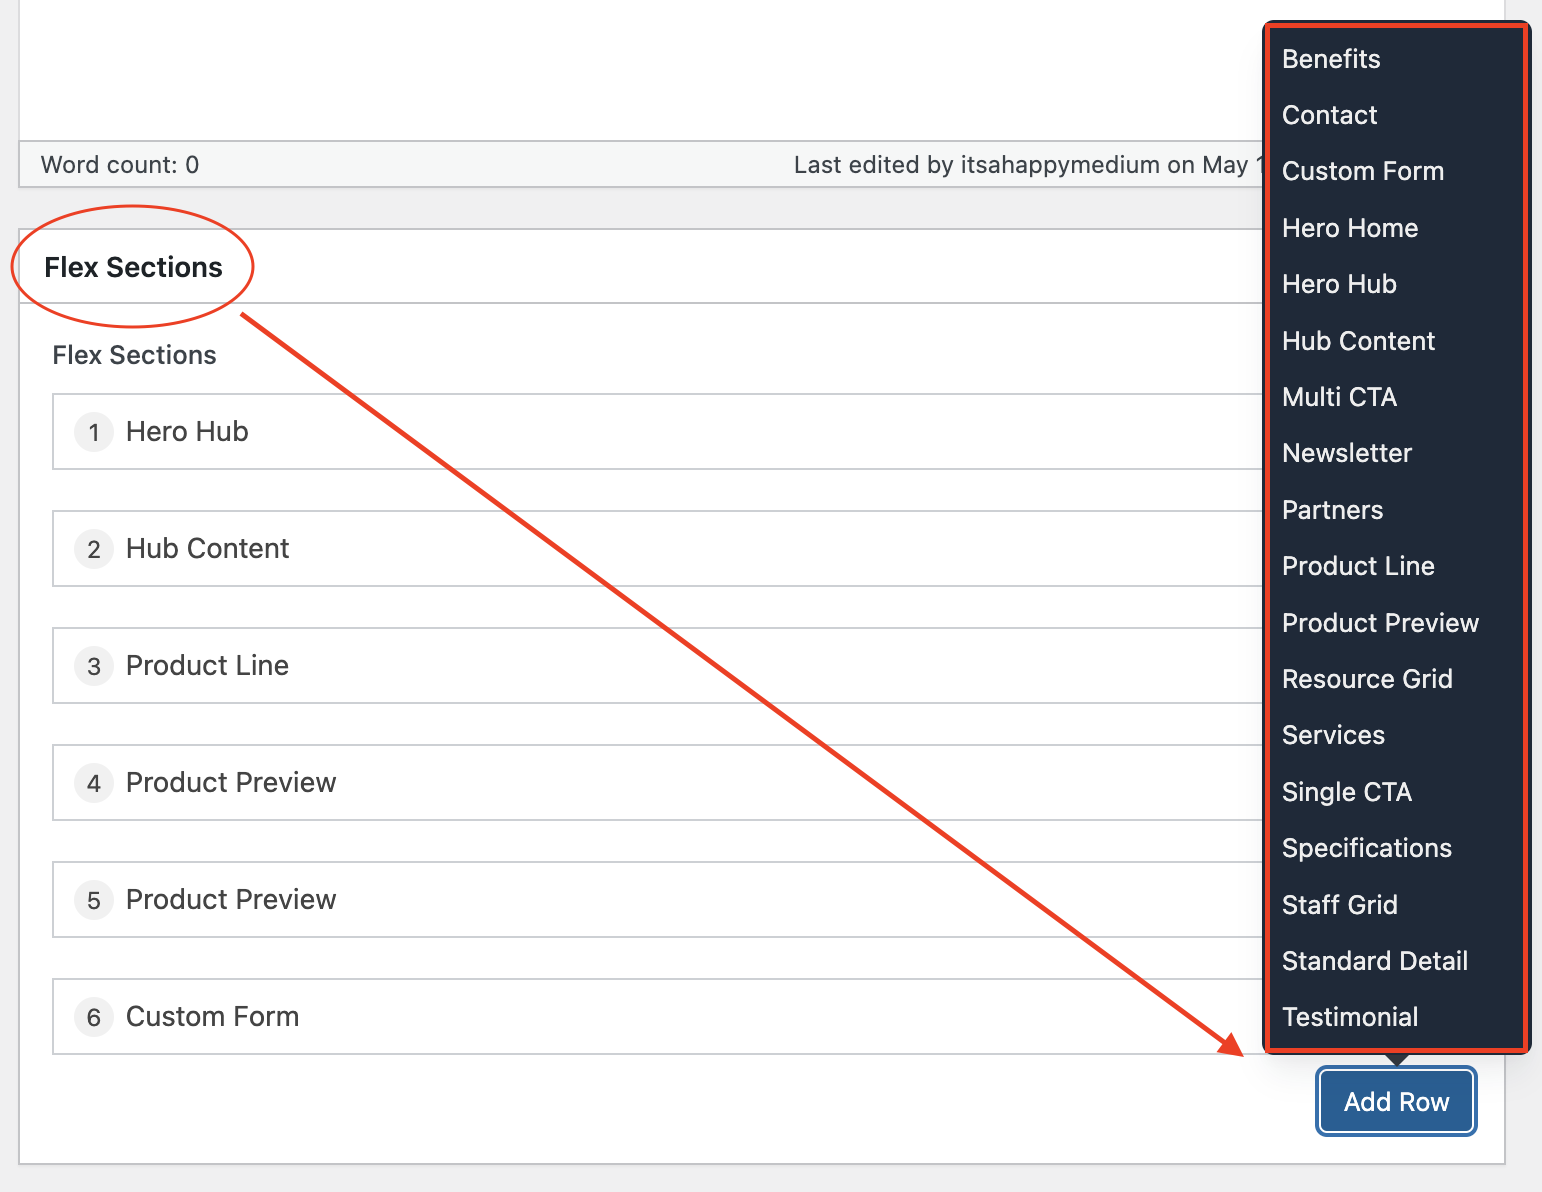 Word count: 0
Last edited by itsahappymedium on May
Flex Sections
Flex Sections
1 Hero Hub
2 Hub Content
3 Product Line
4 Product Preview
5 Product Preview
6 Custom Form
Benefits
Contact
Custom Form
Hero Home
Hero Hub
Hub Content
Multi CTA
Newsletter
Partners
Product Line
Product Preview
Resource Grid
Services
Single CTA
Specifications
Staff Grid
Standard Detail
Testimonial
Add Row